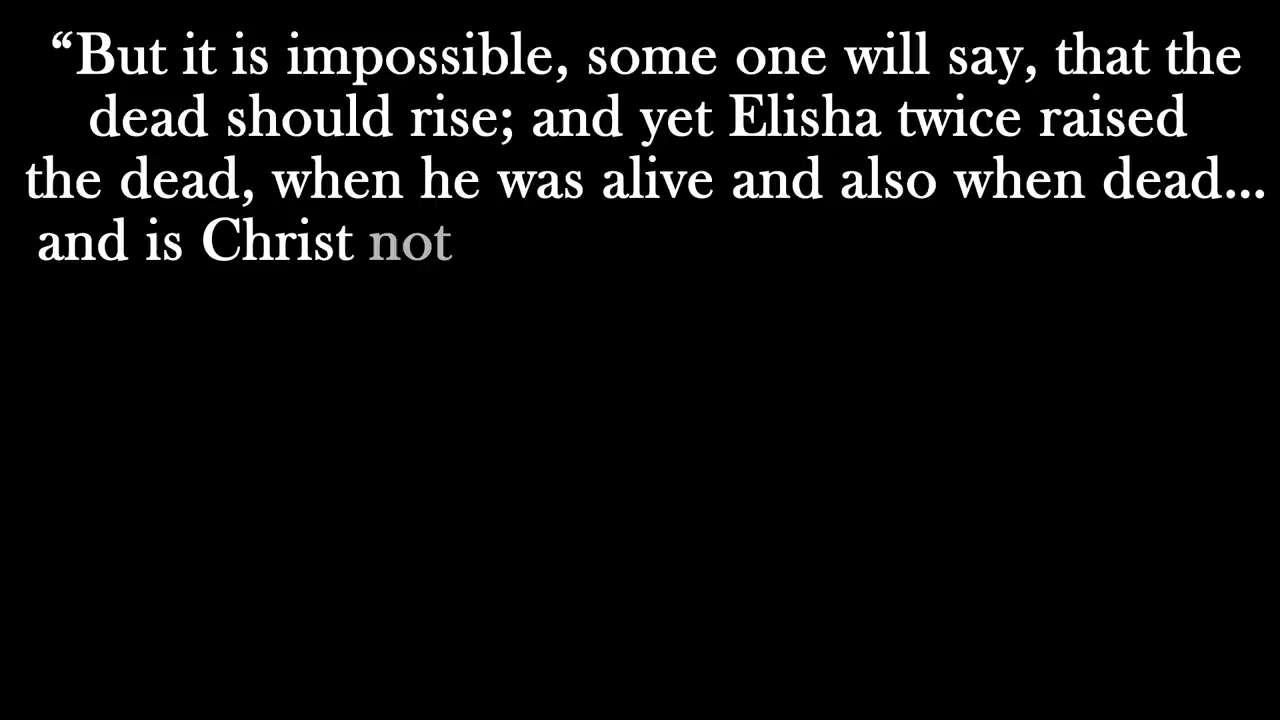 “But it is impossible, some one will say, that the
dead should rise; and yet Elisha twice raised
the dead, when he was alive and also when dead...
and is Christ not